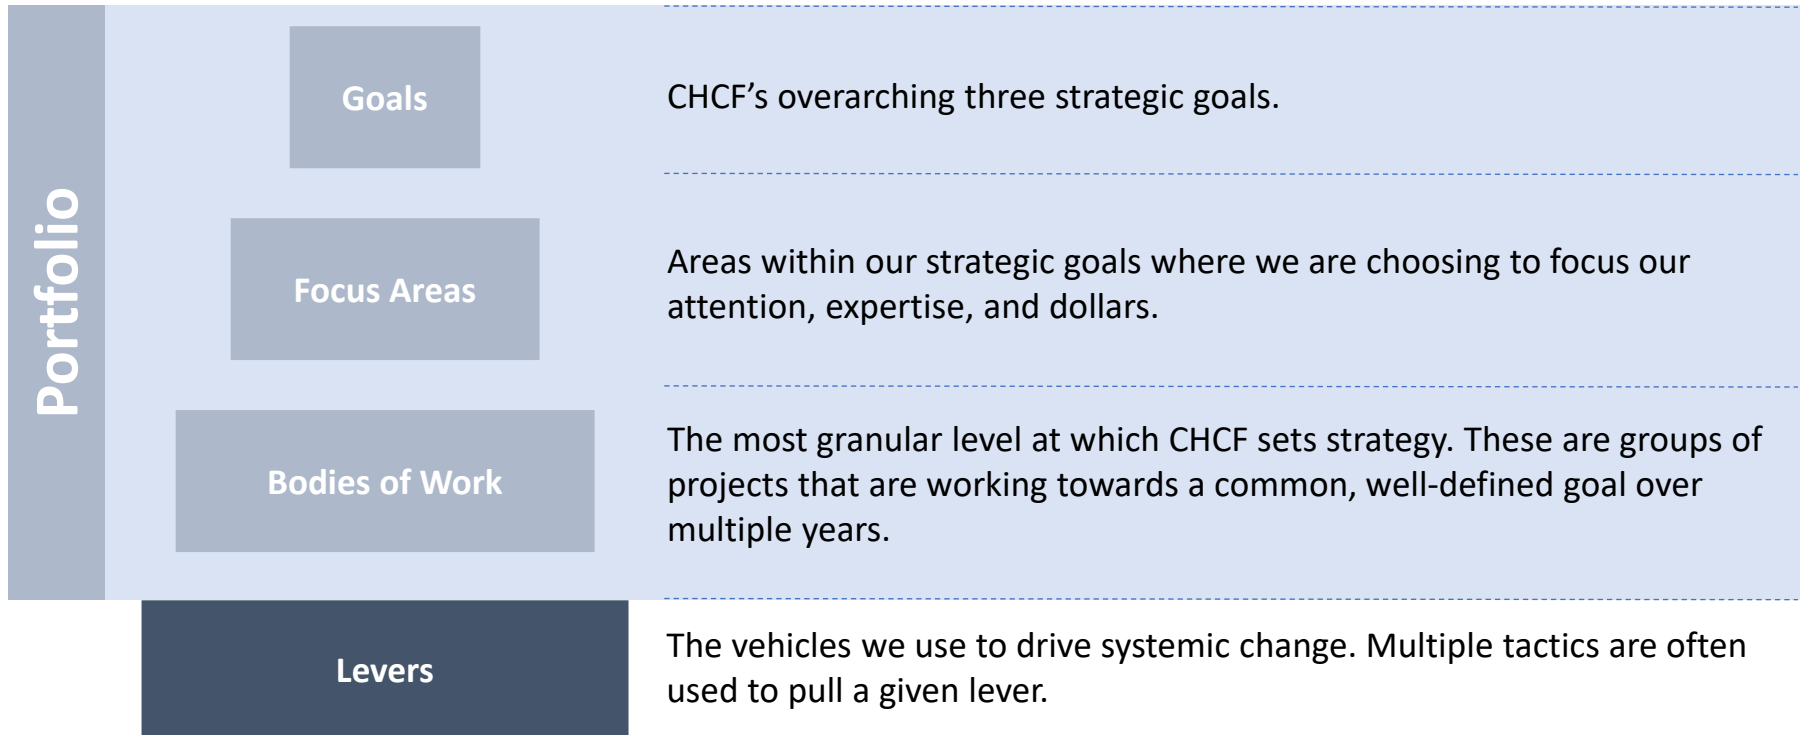 Portfolio
Goals
CHCF’s overarching three strategic goals.
Focus Areas
Areas within our strategic goals where we are choosing to focus our
attention, expertise, and dollars.
Bodies of Work
The most granular level at which CHCF sets strategy. These are groups of
projects that are working towards a common, well-defined goal over
multiple years.
Levers
The vehicles we use to drive systemic change. Multiple tactics are often
used to pull a given lever.